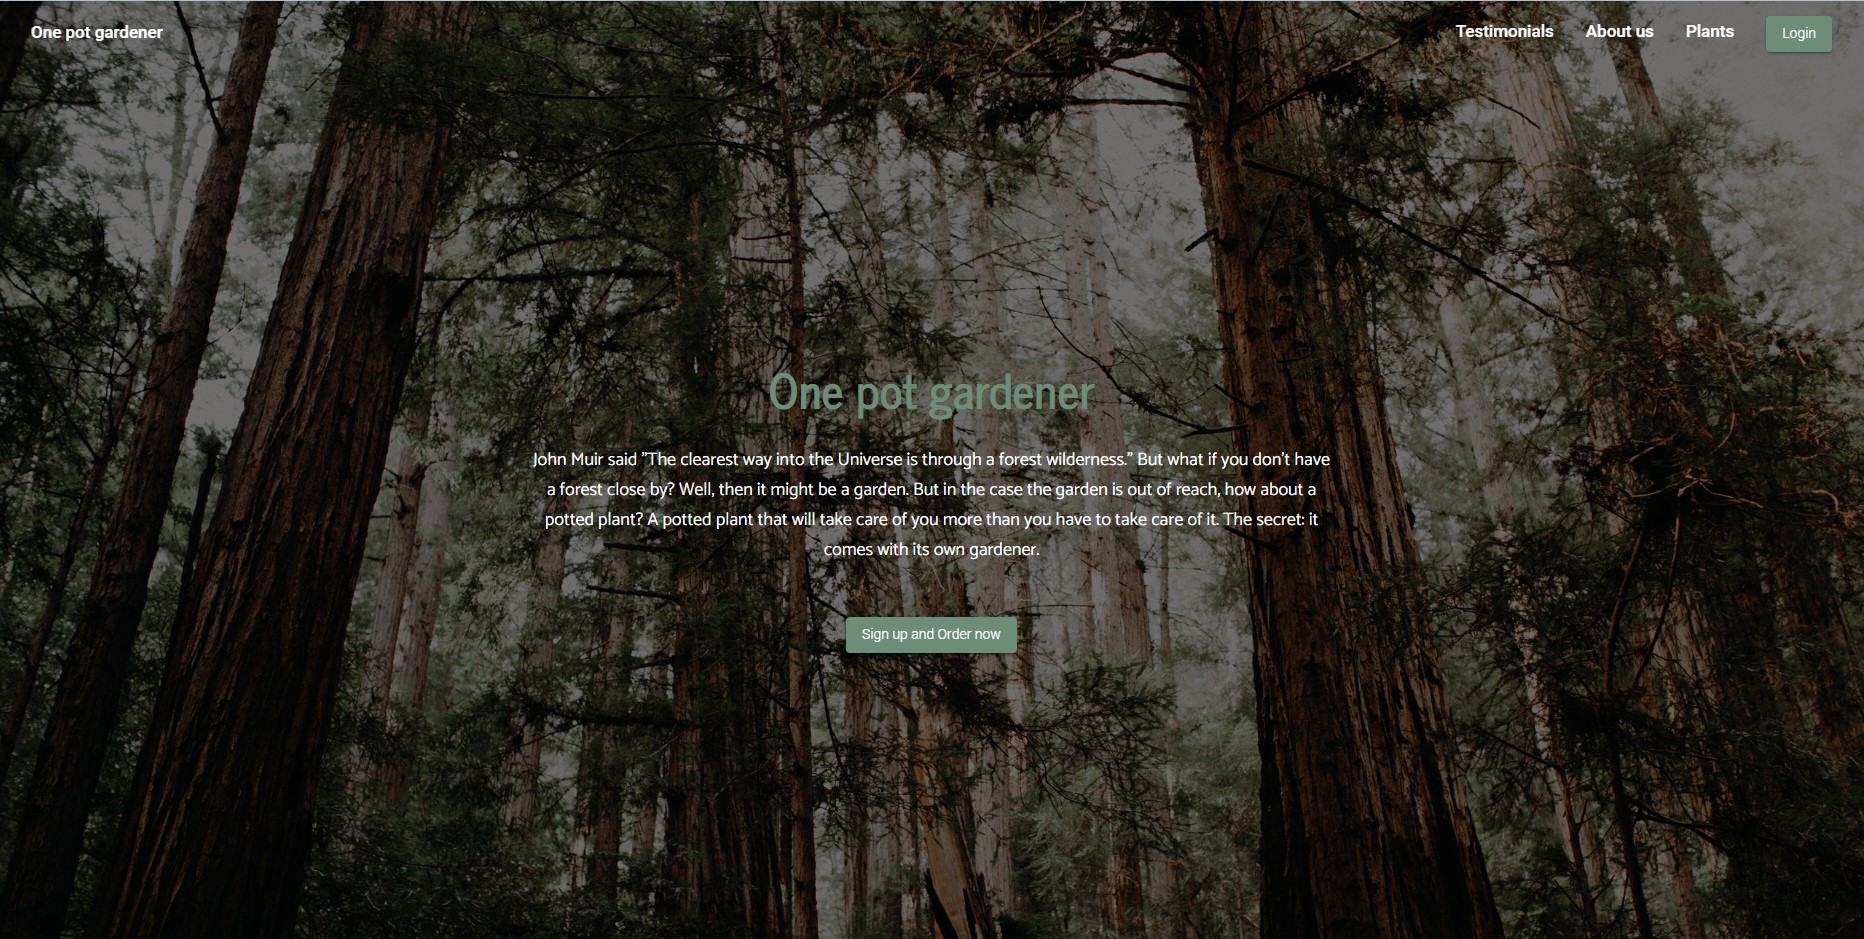 One pot gardener
Testimonials
About us
Plants
Login
One pot gardener
John Muir said "The clearest way into the Universe is through a forest wilderness." But what if you don't have
a forest close by? Well, then it might be a garden. But in the case the garden is out of reach, how about a
potted plant? A potted plant that will take care of you more than you have to take care of it. The secret: it
comes with its own gardener.
Sign up and Order now